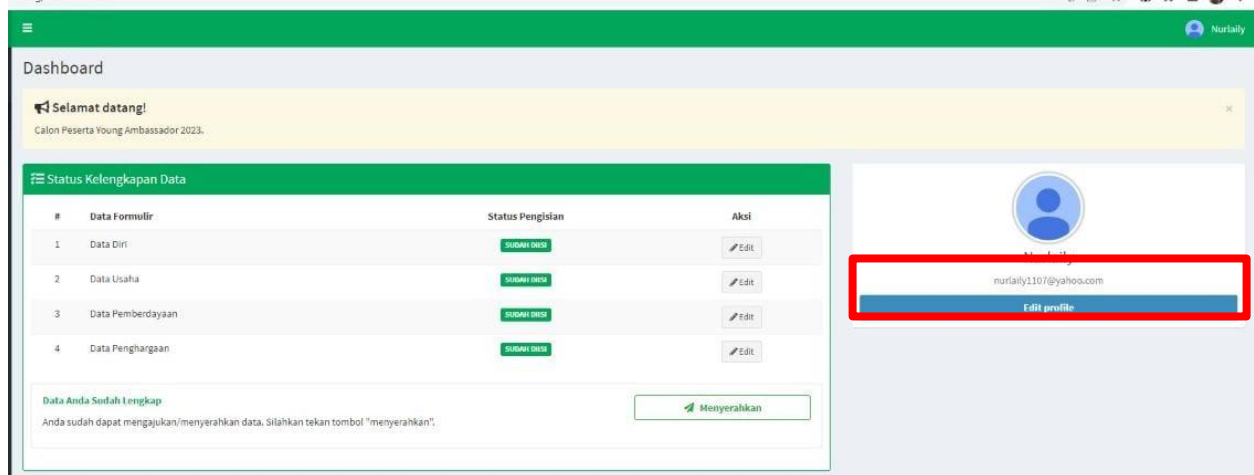 Nurlaily
Dashboard
Selamat datang!
Calon Peserta Young Ambassador 2023.
Status Kelengkapan Data
# Data Formulir Status Pengisian Aksi
1 Data Diri SUDAH DIISI Edit
2 Data Usaha SUDAH DIISI Edit
3 Data Pemberdayaan SUDAH DIISI Edit
4 Data Penghargaan SUDAH DIISI Edit
Data Anda Sudah Lengkap
Anda sudah dapat mengajukan/menyerahkan data. Silahkan tekan tombol "menyerahkan".
Menyerahkan
nurlaily1107@yahoo.com
Edit profile